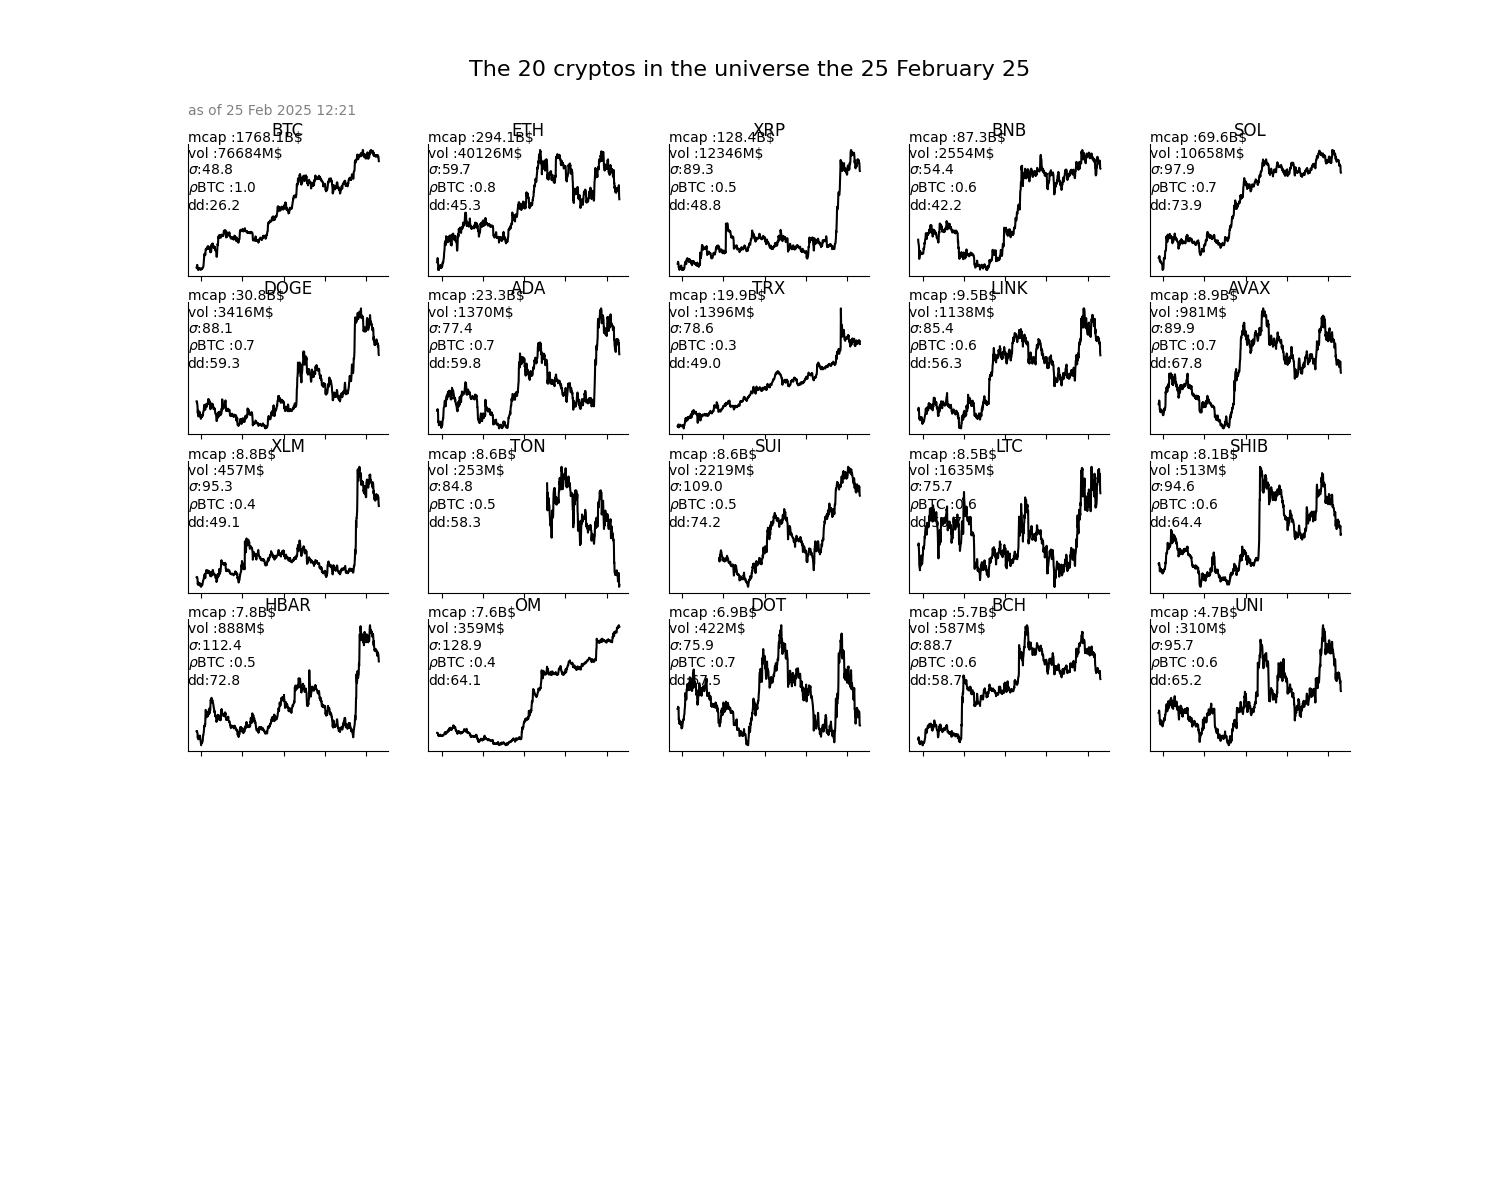 The 20 cryptos in the universe the 25 February 25
as of 25 Feb 2025 12:21
BTC
mcap :1768.1B$
vol :76684M$
σ:48.8
ρBTC :1.0
dd:26.2
ETH
mcap :294.1B$
vol :40126M$
σ:59.7
ρBTC :0.8
dd:45.3
XRP
mcap :128.4B$
vol :12346M$
σ:89.3
ρBTC :0.5
dd:48.8
BNB
mcap :87.3B$
vol :2554M$
σ:54.4
ρBTC :0.6
dd:42.2
SOL
mcap :69.6B$
vol :10658M$
σ:97.9
ρBTC :0.7
dd:73.9
DOGE
mcap :30.8B$
vol :3416M$
σ:88.1
ρBTC :0.7
dd:59.3
ADA
mcap :23.3B$
vol :1370M$
σ:77.4
ρBTC :0.7
dd:59.8
TRX
mcap :19.9B$
vol :1396M$
σ:78.6
ρBTC :0.3
dd:49.0
LINK
mcap :9.5B$
vol :1138M$
σ:85.4
ρBTC :0.6
dd:56.3
AVAX
mcap :8.9B$
vol :981M$
σ:89.9
ρBTC :0.7
dd:67.8
XLM
mcap :8.8B$
vol :457M$
σ:95.3
ρBTC :0.4
dd:49.1
TON
mcap :8.6B$
vol :253M$
σ:84.8
ρBTC :0.5
dd:58.3
SUI
mcap :8.6B$
vol :2219M$
σ:109.0
ρBTC :0.5
dd:74.2
LTC
mcap :8.5B$
vol :1635M$
σ:75.7
ρBTC :0.6
SHIB
mcap :8.1B$
vol :513M$
σ:94.6
ρBTC :0.6
dd:64.4
HBAR
mcap :7.8B$
vol :888M$
σ:112.4
ρBTC :0.5
dd:72.8
OM
mcap :7.6B$
vol :359M$
σ:128.9
ρBTC :0.4
dd:64.1
DOT
mcap :6.9B$
vol :422M$
σ:75.9
ρBTC :0.7
dd:67.5
BCH
mcap :5.7B$
vol :587M$
σ:88.7
ρBTC :0.6
dd:58.7
UNI
mcap :4.7B$
vol :310M$
σ:95.7
ρBTC :0.6
dd:65.2